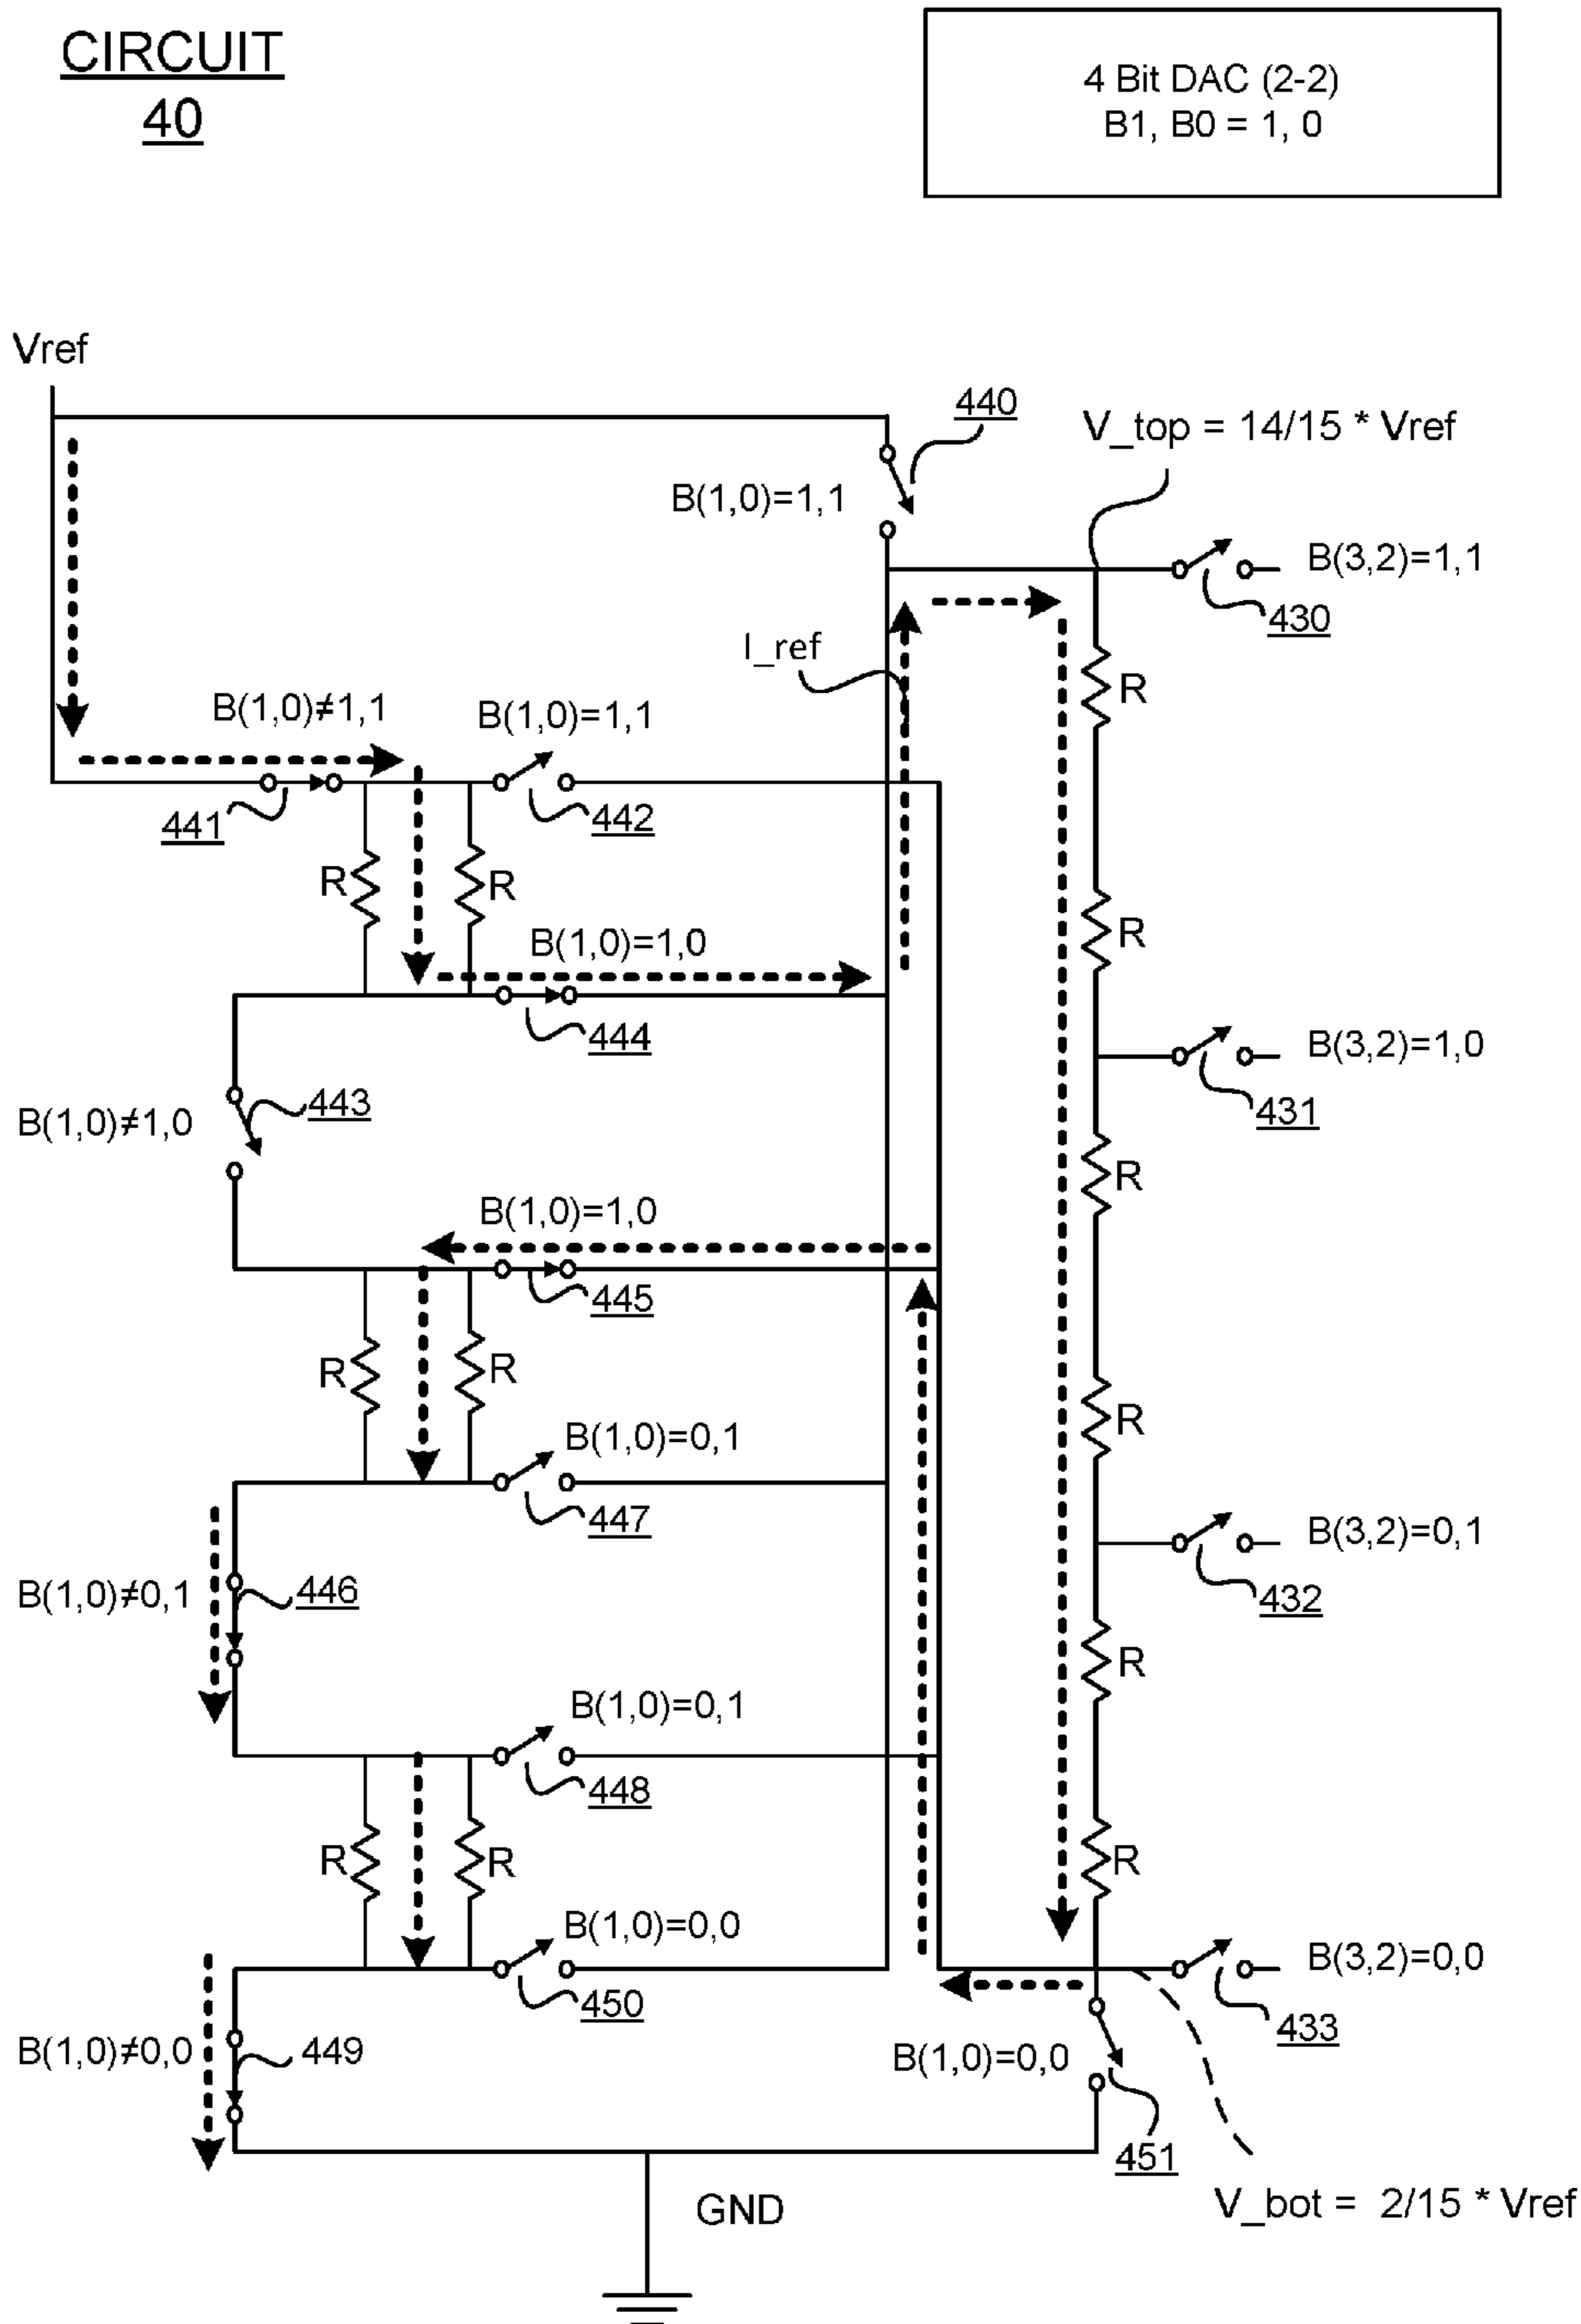 CIRCUIT
40
4 Bit DAC (2-2)
B1, B0 = 1, 0
Vref
440
V_top = 14/15 * Vref
B(1,0)=1,1
B(3,2)=1,1
430
I_ref
R
B(1,0)≠1,1
B(1,0)=1,1
441
442
R
R
R
B(1,0)=1,0
444
B(3,2)=1,0
431
443
B(1,0)≠1,0
R
B(1,0)=1,0
445
R
R
R
B(1,0)=0,1
447
B(3,2)=0,1
432
B(1,0)≠0,1
446
R
B(1,0)=0,1
448
R
R
R
B(1,0)=0,0
450
B(3,2)=0,0
433
B(1,0)≠0,0
449
B(1,0)=0,0
451
GND
V_bot = 2/15 * Vref